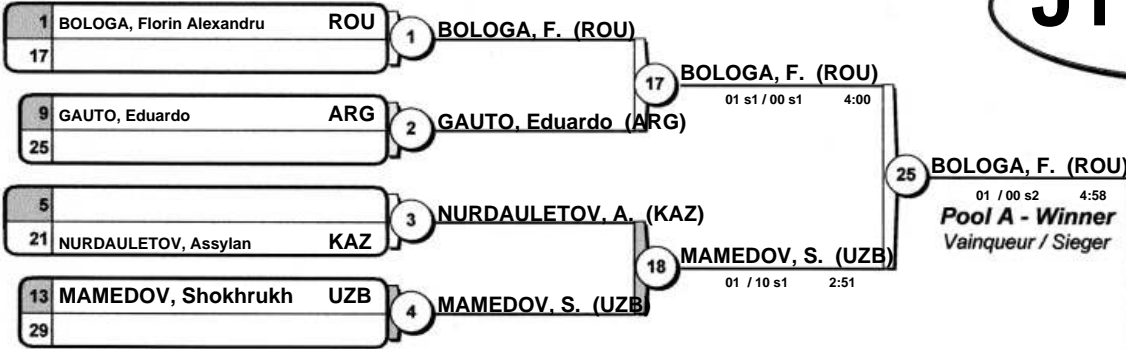 1 BOLOGA, Florin Alexandru ROU
17
1
BOLOGA, F. (ROU)
9 GAUTO, Eduardo ARG
25
2
GAUTO, Eduardo (ARG)
17
BOLOGA, F. (ROU)
01 s1 / 00 s1 4:00
5
21 NURDAULETOV, Assylan KAZ
3
NURDAULETOV, A. (KAZ)
13 MAMEDOV, Shokhrukh UZB
29
4
MAMEDOV, S. (UZB)
18
MAMEDOV, S. (UZB)
01 / 10 s1 2:51
25
BOLOGA, F. (ROU)
01 / 00 s2 4:58
Pool A - Winner
Vainqueur / Sieger